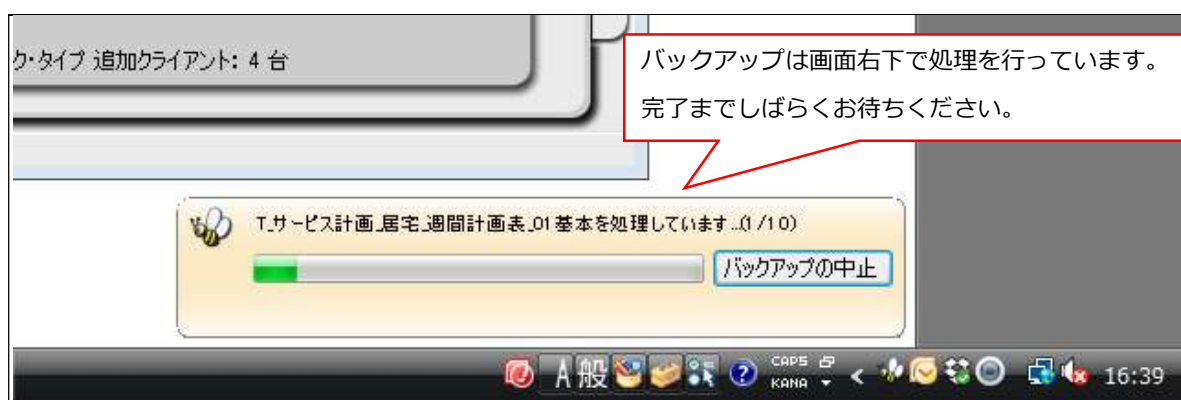 ク・タイプ 追加クライアント: 4 台
バックアップは画面右下で処理を行っています。
完了までしばらくお待ちください。
T_サービス計画_居宅_週間計画表_01基本を処理しています..(1/10)
バックアップの中止
A 般 CAPS KANA 16:39